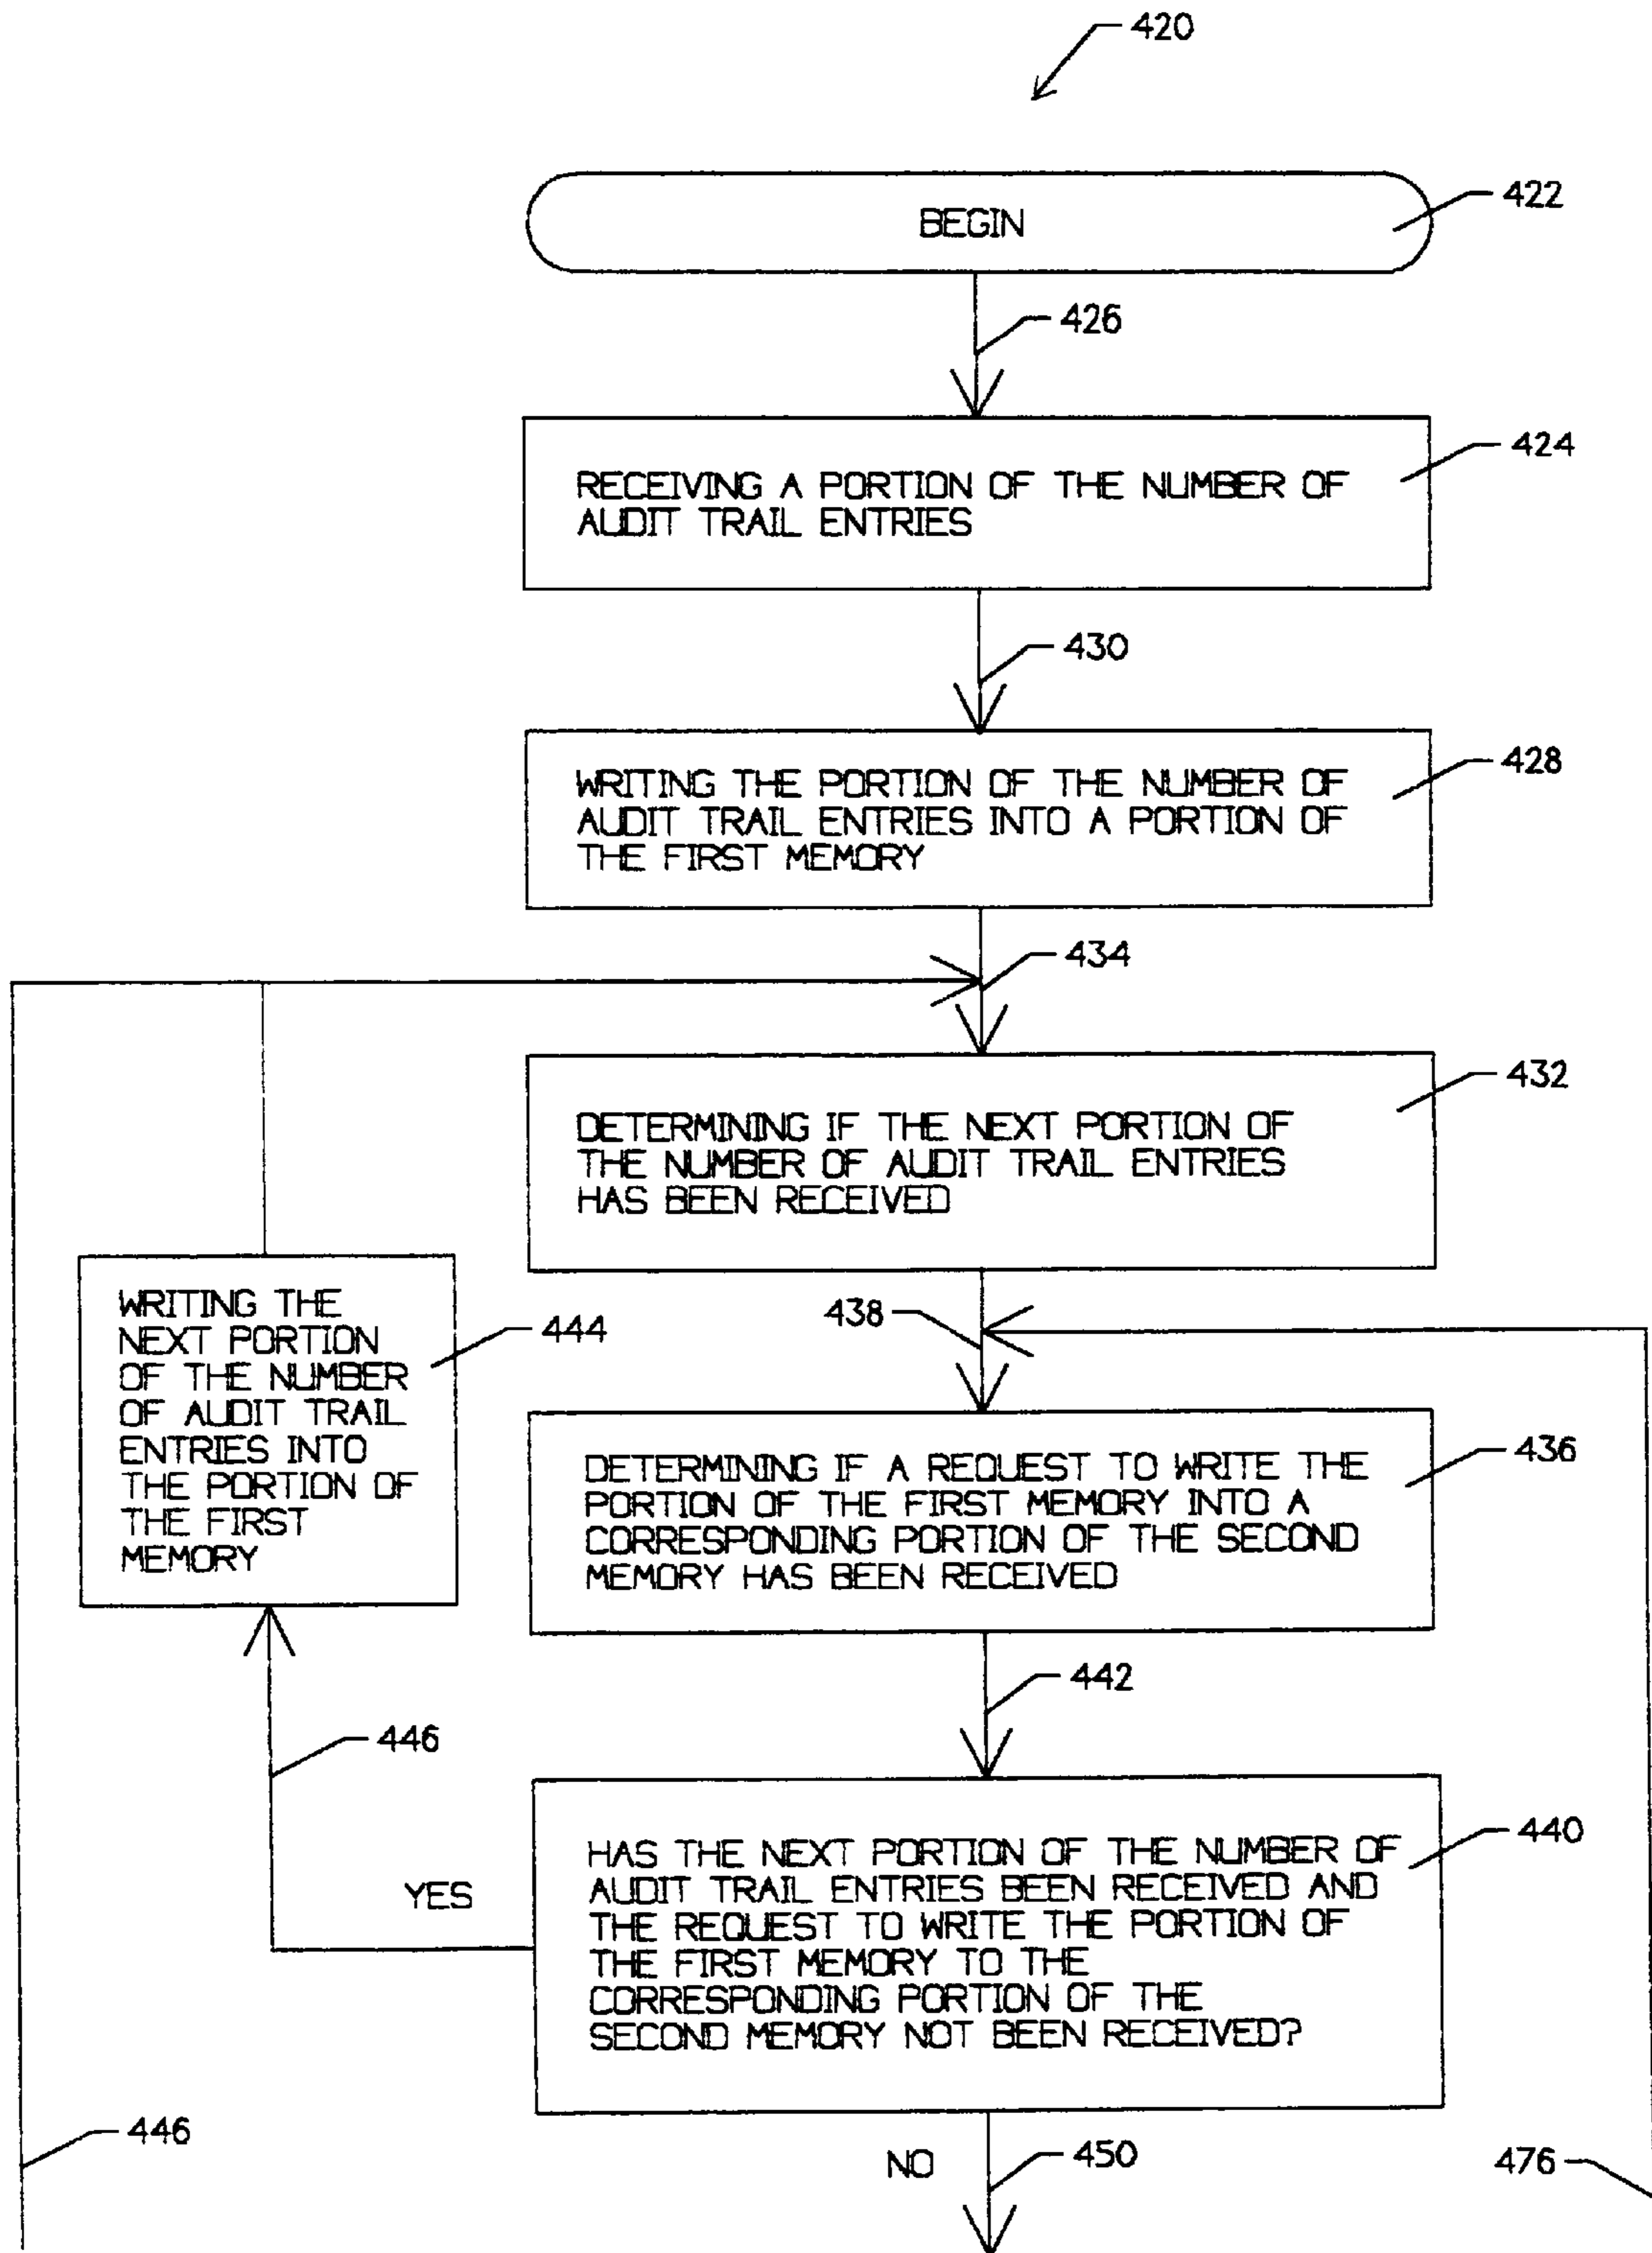 420
BEGIN
422
426
RECEIVING A PORTION OF THE NUMBER OF
AUDIT TRAIL ENTRIES
424
430
WRITING THE PORTION OF THE NUMBER OF
AUDIT TRAIL ENTRIES INTO A PORTION OF
THE FIRST MEMORY
428
434
DETERMINING IF THE NEXT PORTION OF
THE NUMBER OF AUDIT TRAIL ENTRIES
HAS BEEN RECEIVED
432
438
WRITING THE
NEXT PORTION
OF THE NUMBER
OF AUDIT TRAIL
ENTRIES INTO
THE PORTION OF
THE FIRST
MEMORY
444
DETERMINING IF A REQUEST TO WRITE THE
PORTION OF THE FIRST MEMORY INTO A
CORRESPONDING PORTION OF THE SECOND
MEMORY HAS BEEN RECEIVED
436
442
446
YES
HAS THE NEXT PORTION OF THE NUMBER OF
AUDIT TRAIL ENTRIES BEEN RECEIVED AND
THE REQUEST TO WRITE THE PORTION OF
THE FIRST MEMORY TO THE
CORRESPONDING PORTION OF THE
SECOND MEMORY NOT BEEN RECEIVED?
440
446
NO
450
476